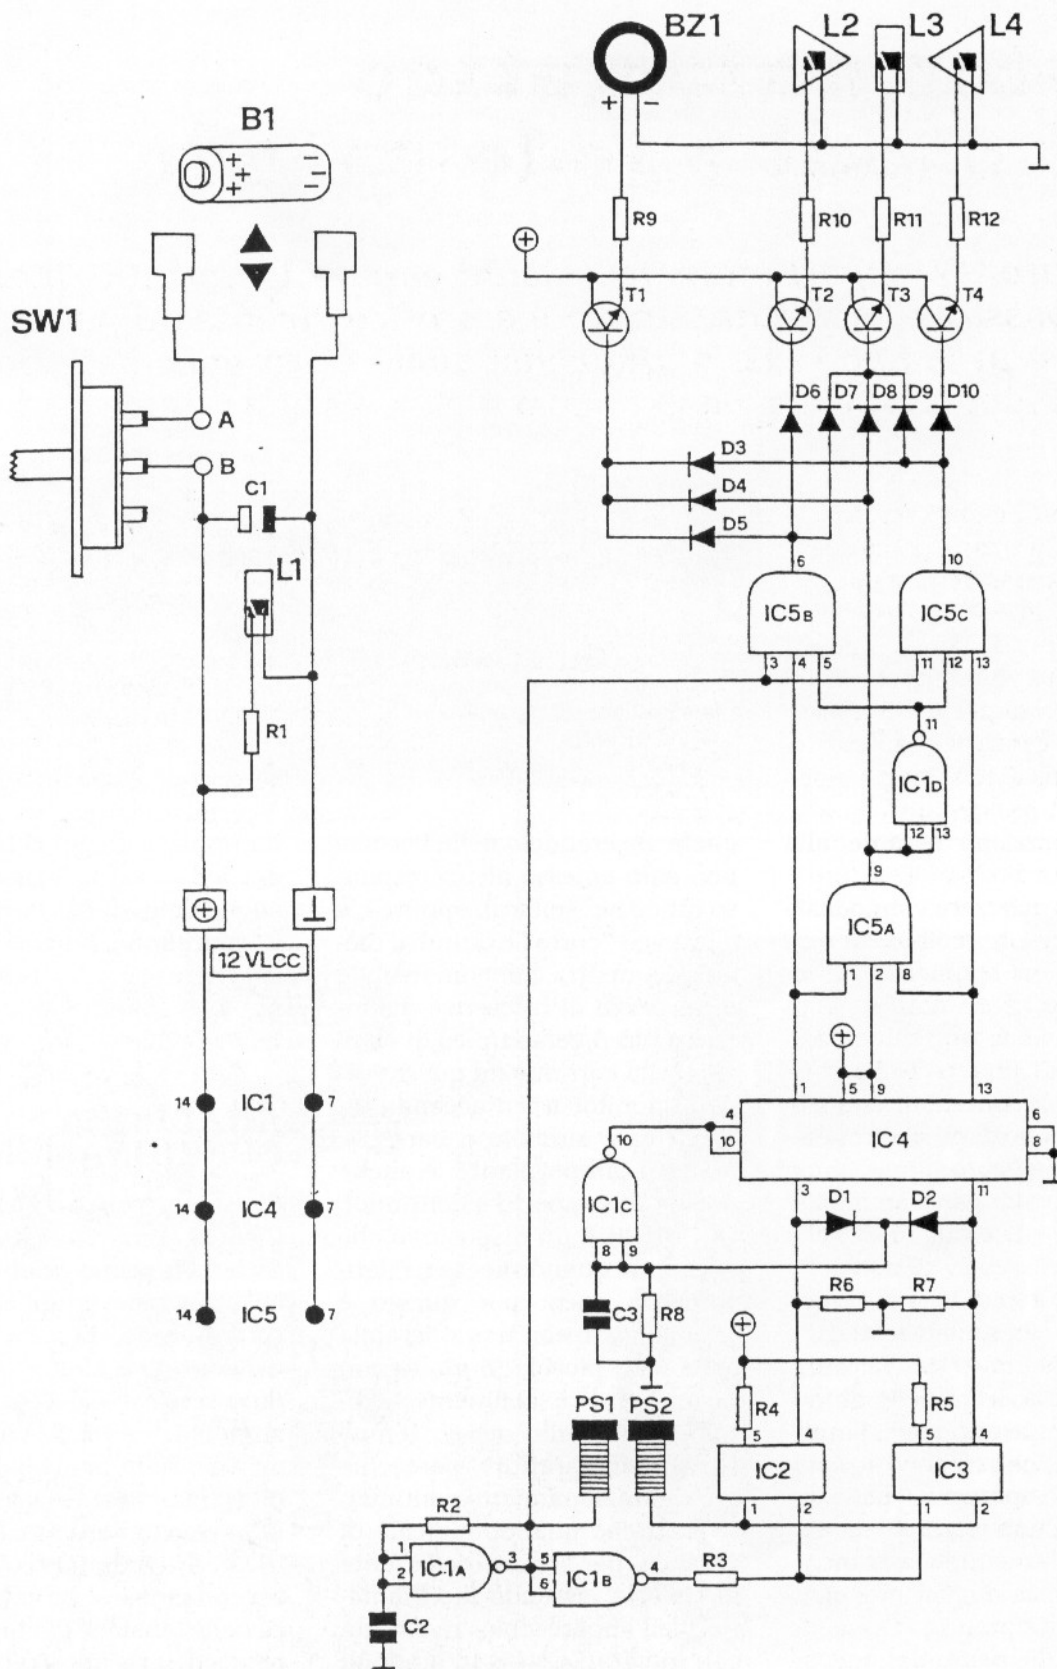 BZ1 L2 L3 L4
+ −
B1
+ + + − − −
R9 R10 R11 R12
+
T1 T2 T3 T4
SW1
A
B
C1
L1
R1
D6 D7 D8 D9 D10
D3
D4
D5
6 10
IC5B IC5C
3 4 5 11 12 13
11
IC1D
12 13
9
IC5A
1 2 8
+
12 VLCC
+
1 5 9 13
4 10 IC4 6 8
3 11
14 IC1 7
14 IC4 7
14 IC5 7
10
IC1C
8 9
D1 D2
R6 R7
C3 R8
+
R4 R5
PS1 PS2
5 4 5 4
IC2 IC3
1 2 1 2
R2
1 2 IC1A 3
5 6 IC1B 4
R3
C2